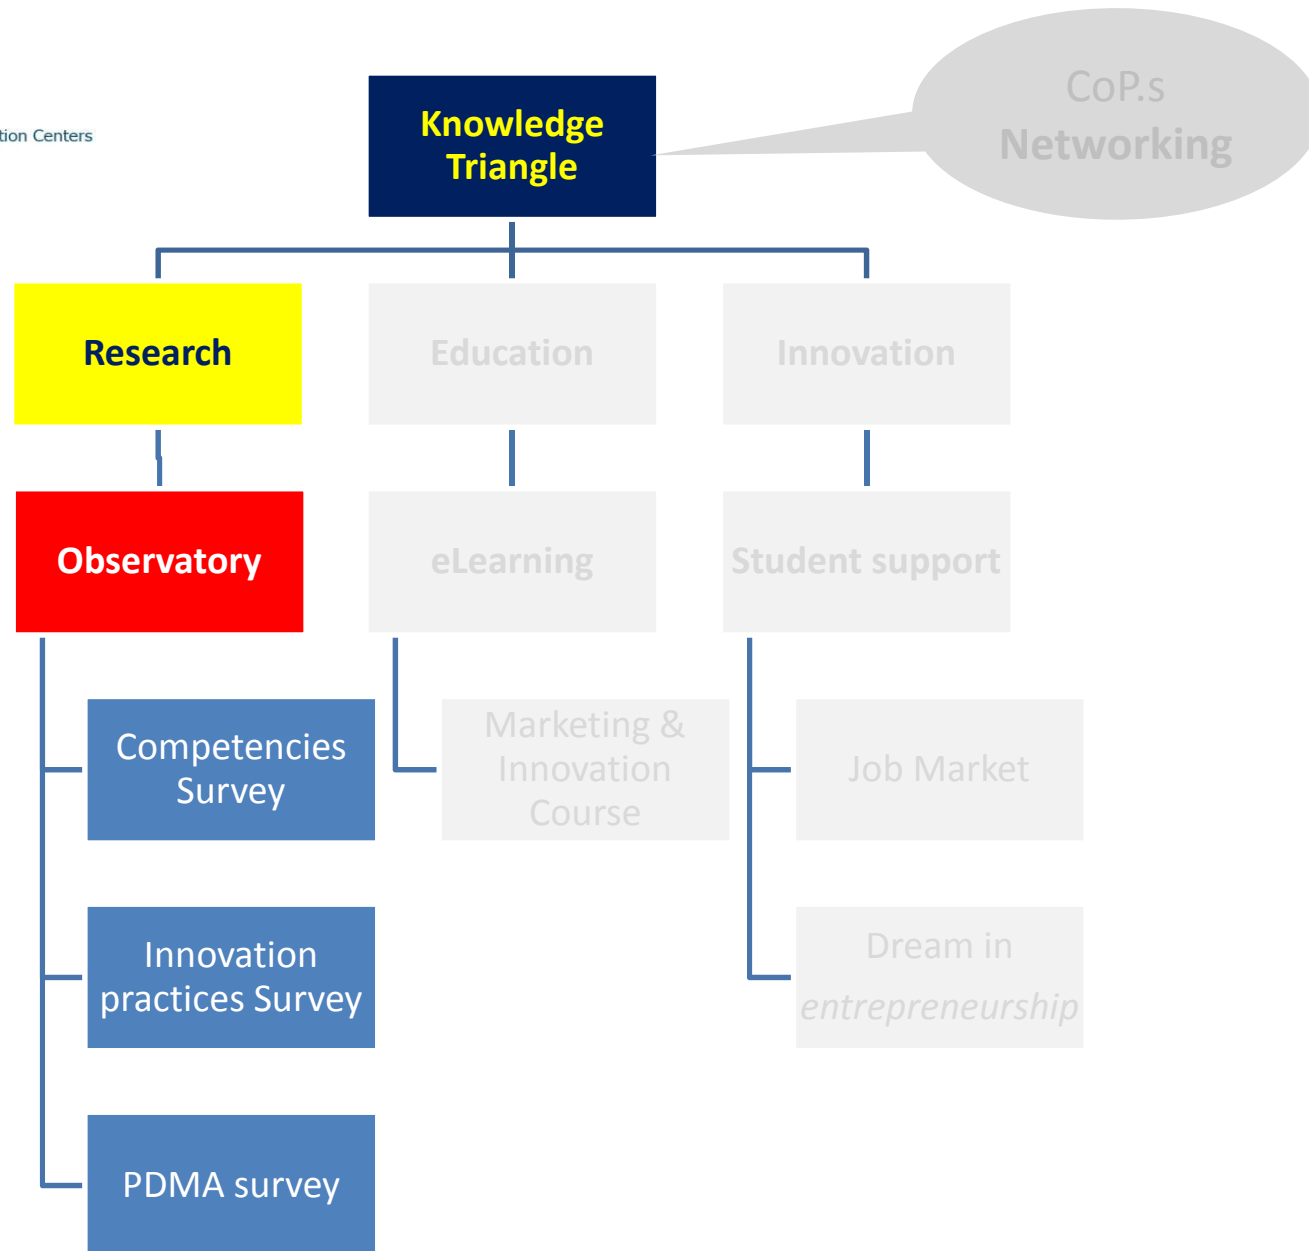 CoP.s
Networking
Knowledge
Triangle
tion Centers
Research
Education
Innovation
Observatory
eLearning
Student support
Competencies
Survey
Marketing &
Innovation
Course
Job Market
Innovation
practices Survey
Dream in
entrepreneurship
PDMA survey